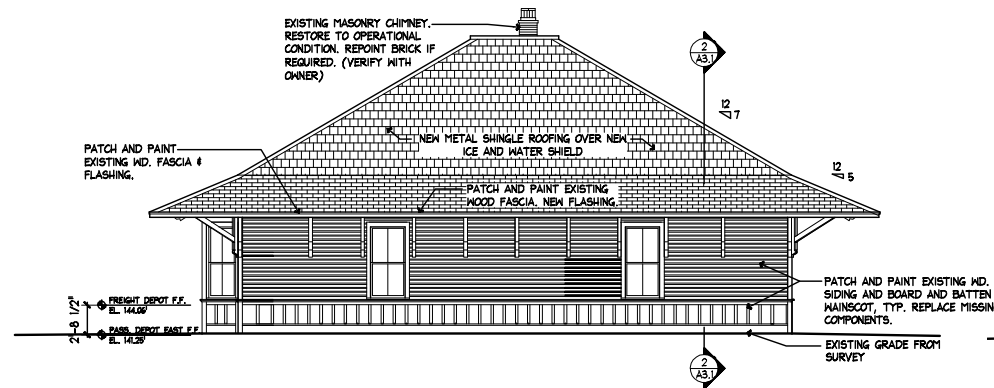 EXISTING MASONRY CHIMNEY.
RESTORE TO OPERATIONAL
CONDITION. REPOINT BRICK IF
REQUIRED. (VERIFY WITH
OWNER)
2
A3.1
12
7
NEW METAL SHINGLE ROOFING OVER NEW
ICE AND WATER SHIELD
PATCH AND PAINT
EXISTING WD. FASCIA &
FLASHING.
12
5
PATCH AND PAINT EXISTING
WOOD FASCIA. NEW FLASHING.
PATCH AND PAINT EXISTING WD.
SIDING AND BOARD AND BATTEN
WAINSCOT, TYP. REPLACE MISSIN
COMPONENTS.
2'-8 1/2"
FREIGHT DEPOT F.F.
EL. 144.06'
PASS. DEPOT EAST F.F.
EL. 141.25'
EXISTING GRADE FROM
SURVEY
2
A3.1